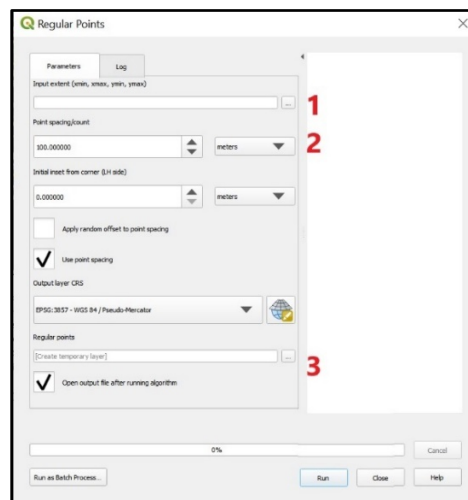 Regular Points
Parameters Log
Input extent (xmin, xmax, ymin, ymax)
... 1
Point spacing/count
100.000000 meters 2
Initial inset from corner (LH side)
0.000000 meters
Apply random offset to point spacing
Use point spacing
Output layer CRS
EPSG:3857 - WGS 84 / Pseudo-Mercator
Regular points
[Create temporary layer] ... 3
Open output file after running algorithm
0% Cancel
Run as Batch Process... Run Close Help